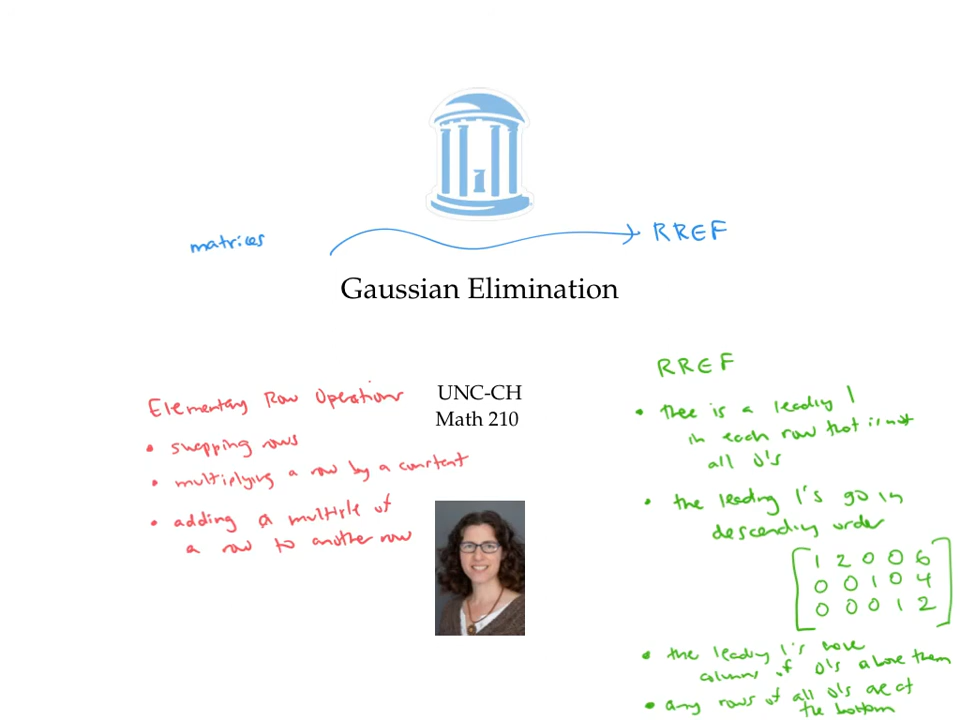 matrices
RREF
Gaussian Elimination
Elementary Row Operations
• swapping rows
• multiplying a row by a constant
• adding a multiple of
a row to another row
UNC-CH
Math 210
RREF
• there is a leading 1
in each row that is not
all 0's
• the leading 1's go in
descending order
1 2 0 0 6
0 0 1 0 4
0 0 0 1 2
• the leading 1's have
columns of 0's above them
• any rows of all 0's are at
the bottom